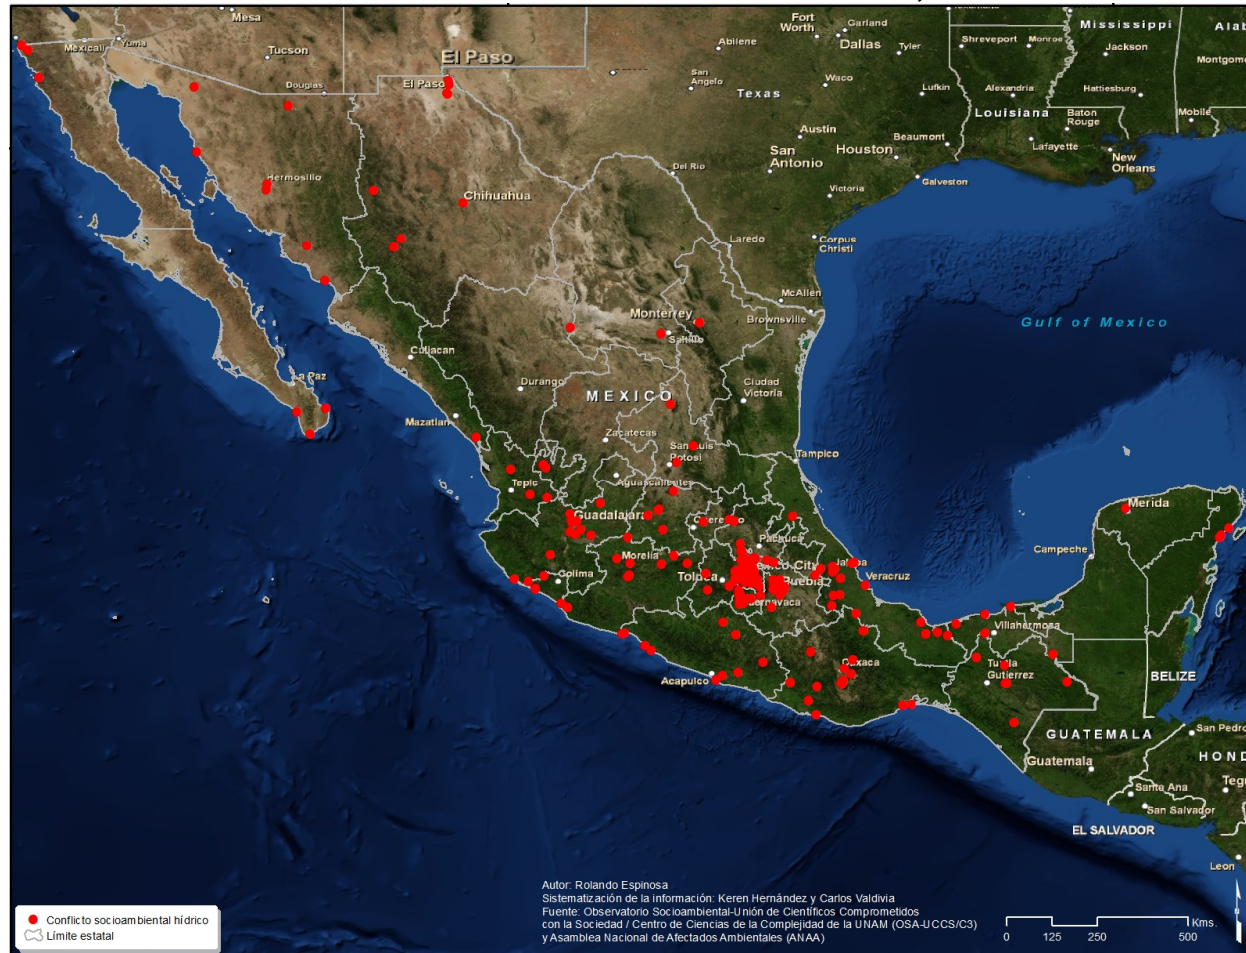 Mesa
Fort
Worth
Garland
Dallas
Mississippi
Mexicali
Yuma
Tucson
El Paso
Abilene
Tyler
Shreveport
Monroe
Jackson
Montgom
Douglas
El Paso
San
Angelo
Waco
Texas
Lufkin
Alexandria
Hattiesburg
Louisiana
Baton
Rouge
Mobile
Austin
Houston
Beaumont
Lafayette
New
Orleans
San
Antonio
Del Rio
Galveston
Hermosillo
Chihuahua
Victoria
Laredo
Corpus
Christi
McAllen
Monterrey
Brownsville
Gulf of Mexico
Saltillo
Culiacan
La Paz
Durango
MEXICO
Ciudad
Victoria
Mazatlan
Zacatecas
San Luis
Potosi
Tampico
Tepic
Aguascalientes
Guadalajara
Merida
Pachuca
Campeche
Morelia
Colima
Toluca
Puebla
Veracruz
Villahermosa
Oaxaca
Tuxtla
Gutierrez
Acapulco
BELIZE
GUATEMALA
San Pedro
HOND
Guatemala
Santa Ana
San Salvador
EL SALVADOR
Leon
Conflicto socioambiental hídrico
Límite estatal
Autor: Rolando Espinosa
Sistematización de la información: Keren Hernández y Carlos Valdivia
Fuente: Observatorio Socioambiental-Unión de Científicos Comprometidos
con la Sociedad / Centro de Ciencias de la Complejidad de la UNAM (OSA-UCCS/C3)
y Asamblea Nacional de Afectados Ambientales (ANAA)
Kms.
0 125 250 500